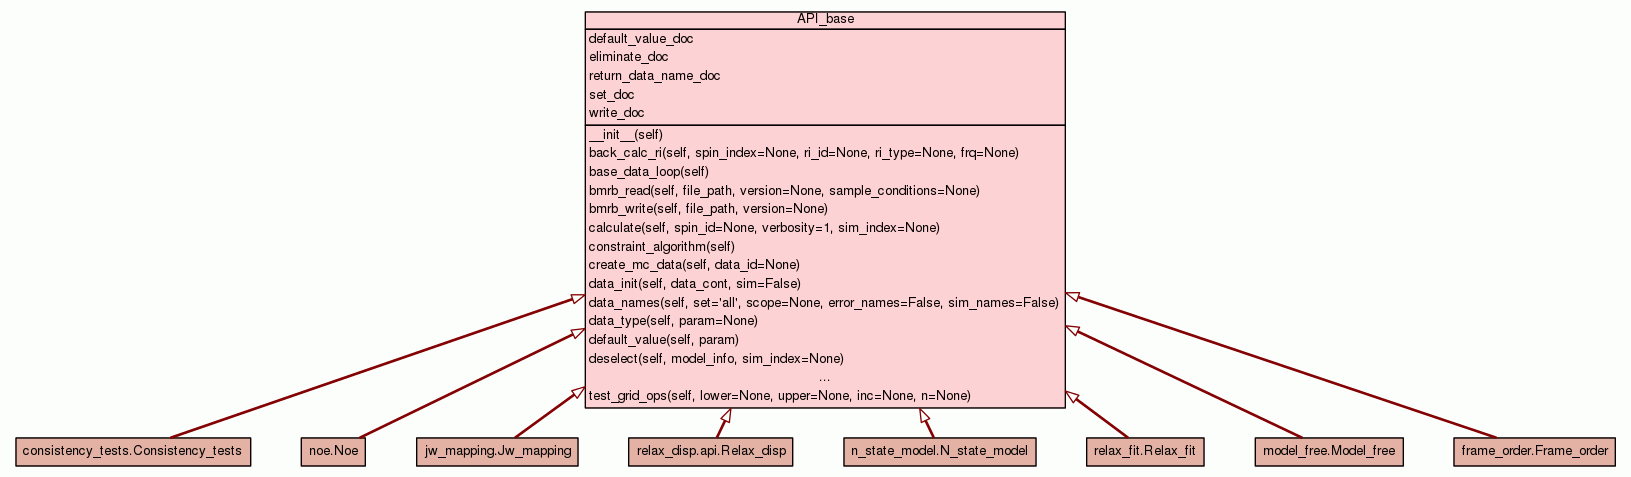 API_base
default_value_doc
eliminate_doc
return_data_name_doc
set_doc
write_doc
__init__(self)
back_calc_ri(self, spin_index=None, ri_id=None, ri_type=None, frq=None)
base_data_loop(self)
bmrb_read(self, file_path, version=None, sample_conditions=None)
bmrb_write(self, file_path, version=None)
calculate(self, spin_id=None, verbosity=1, sim_index=None)
constraint_algorithm(self)
create_mc_data(self, data_id=None)
data_init(self, data_cont, sim=False)
data_names(self, set='all', scope=None, error_names=False, sim_names=False)
data_type(self, param=None)
default_value(self, param)
deselect(self, model_info, sim_index=None)
...
test_grid_ops(self, lower=None, upper=None, inc=None, n=None)
consistency_tests.Consistency_tests
noe.Noe
jw_mapping.Jw_mapping
relax_disp.api.Relax_disp
n_state_model.N_state_model
relax_fit.Relax_fit
model_free.Model_free
frame_order.Frame_order